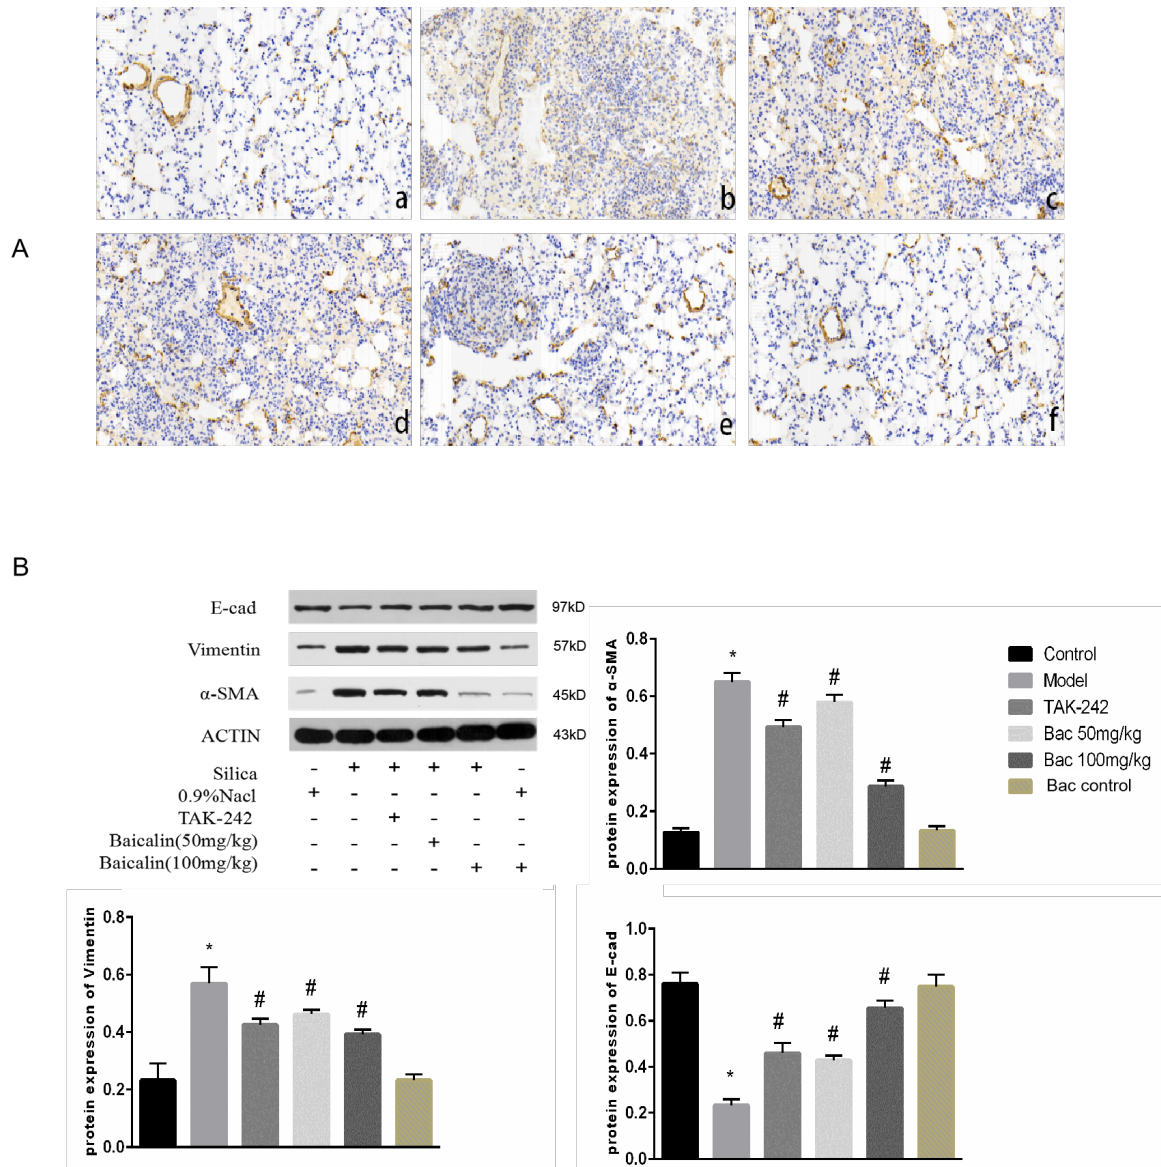 a
b
c
A
d
e
f
B
E-cad 97kD
Vimentin 57kD
α-SMA 45kD
ACTIN 43kD
Silica - + + + + -
0.9%Nacl + - - - - +
TAK-242 - - + - - -
Baicalin(50mg/kg) - - - + - -
Baicalin(100mg/kg) - - - - + +
protein expression of α-SMA
0.8
0.6
0.4
0.2
0.0
*
#
#
#
Control
Model
TAK-242
Bac 50mg/kg
Bac 100mg/kg
Bac control
protein expression of Vimentin
0.8
0.6
0.4
0.2
0.0
*
#
#
#
protein expression of E-cad
1.0
0.8
0.6
0.4
0.2
0.0
*
#
#
#